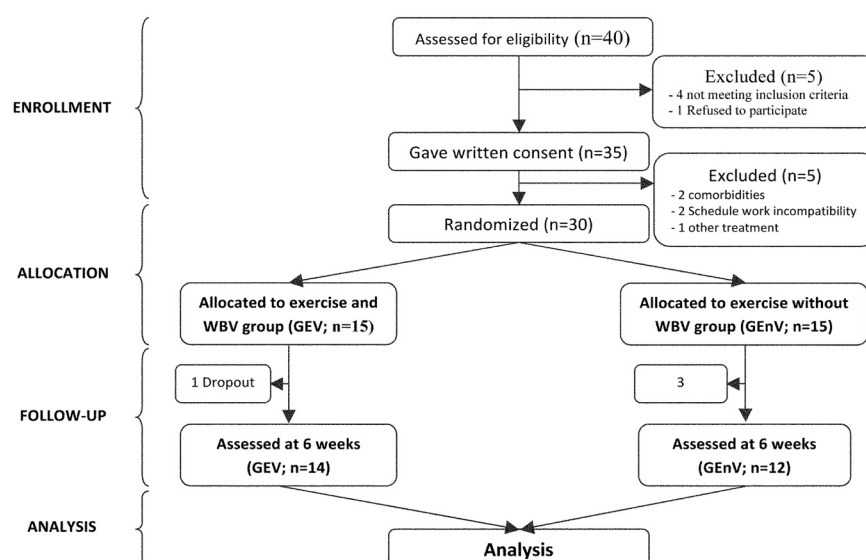 Assessed for eligibility (n=40)
Excluded (n=5)
- 4 not meeting inclusion criteria
- 1 Refused to participate
ENROLLMENT
Gave written consent (n=35)
Excluded (n=5)
- 2 comorbidities
- 2 Schedule work incompatibility
- 1 other treatment
Randomized (n=30)
ALLOCATION
Allocated to exercise and
WBV group (GEV; n=15)
Allocated to exercise without
WBV group (GEnV; n=15)
1 Dropout
3
FOLLOW-UP
Assessed at 6 weeks
(GEV; n=14)
Assessed at 6 weeks
(GEnV; n=12)
ANALYSIS
Analysis